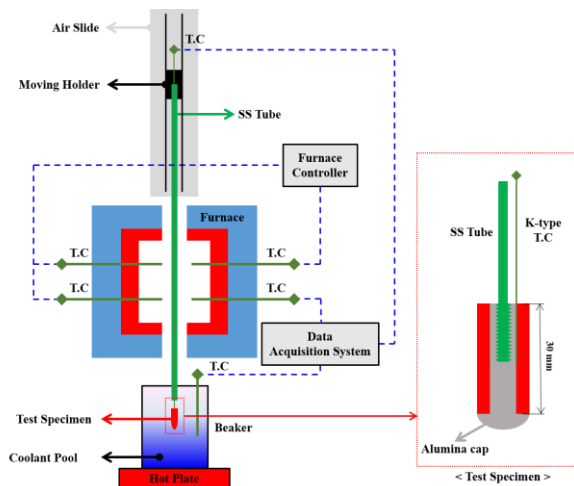 Air Slide
T.C
Moving Holder
SS Tube
Furnace
Controller
Furnace
T.C
T.C
T.C
T.C
Data
Acquisition System
T.C
Test Specimen
Beaker
Coolant Pool
Hot Plate
SS Tube
K-type
T.C
30 mm
Alumina cap
< Test Specimen >